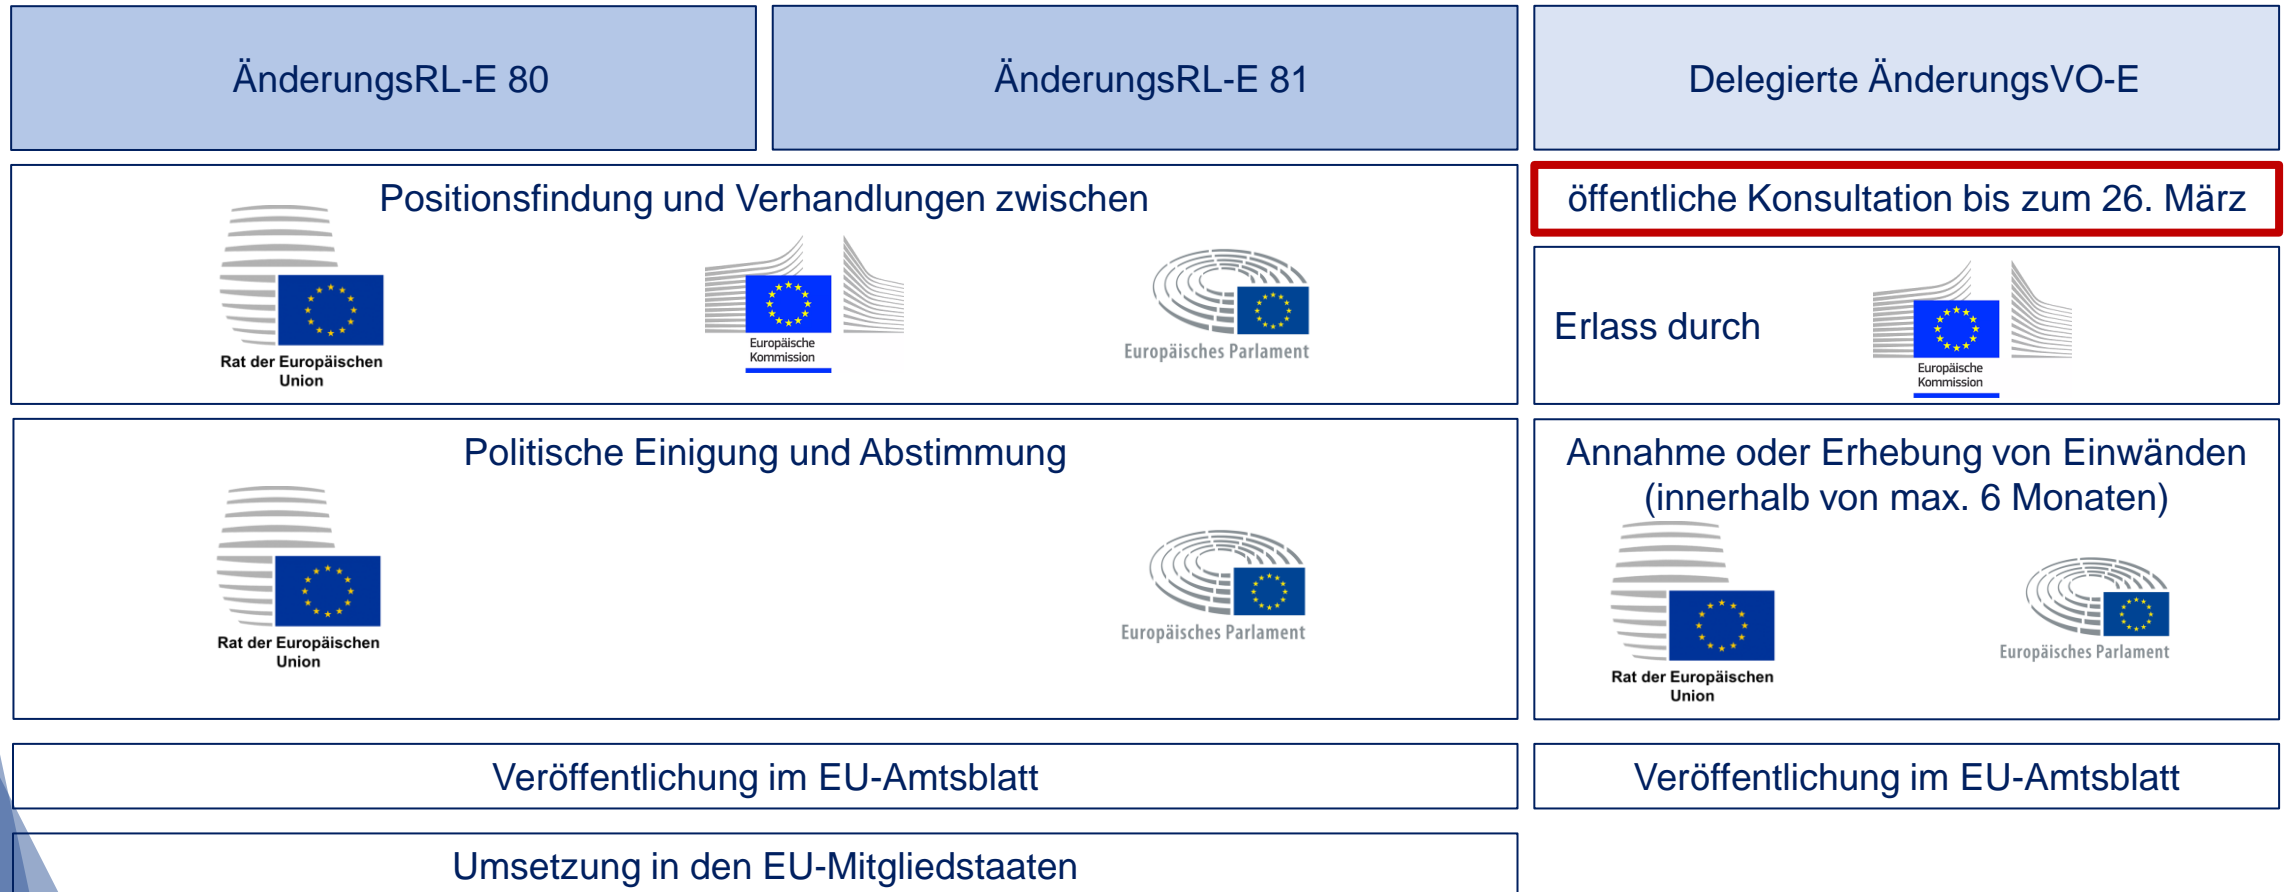 ÄnderungsRL-E 80
ÄnderungsRL-E 81
Delegierte ÄnderungsVO-E
Positionsfindung und Verhandlungen zwischen
Rat der Europäischen
Union
Europäische
Kommission
Europäisches Parlament
öffentliche Konsultation bis zum 26. März
Erlass durch
Europäische
Kommission
Politische Einigung und Abstimmung
Rat der Europäischen
Union
Europäisches Parlament
Annahme oder Erhebung von Einwänden
(innerhalb von max. 6 Monaten)
Rat der Europäischen
Union
Europäisches Parlament
Veröffentlichung im EU-Amtsblatt
Veröffentlichung im EU-Amtsblatt
Umsetzung in den EU-Mitgliedstaaten